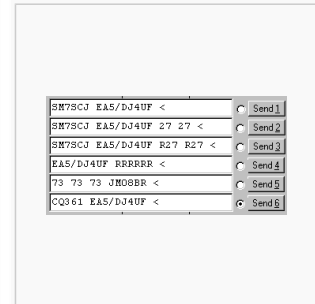 SM7SCJ EA5/DJ4UF < Send 1
SM7SCJ EA5/DJ4UF 27 27 < Send 2
SM7SCJ EA5/DJ4UF R27 R27 < Send 3
EA5/DJ4UF RRRRRR < Send 4
73 73 73 JM08BR < Send 5
CQ361 EA5/DJ4UF < Send 6